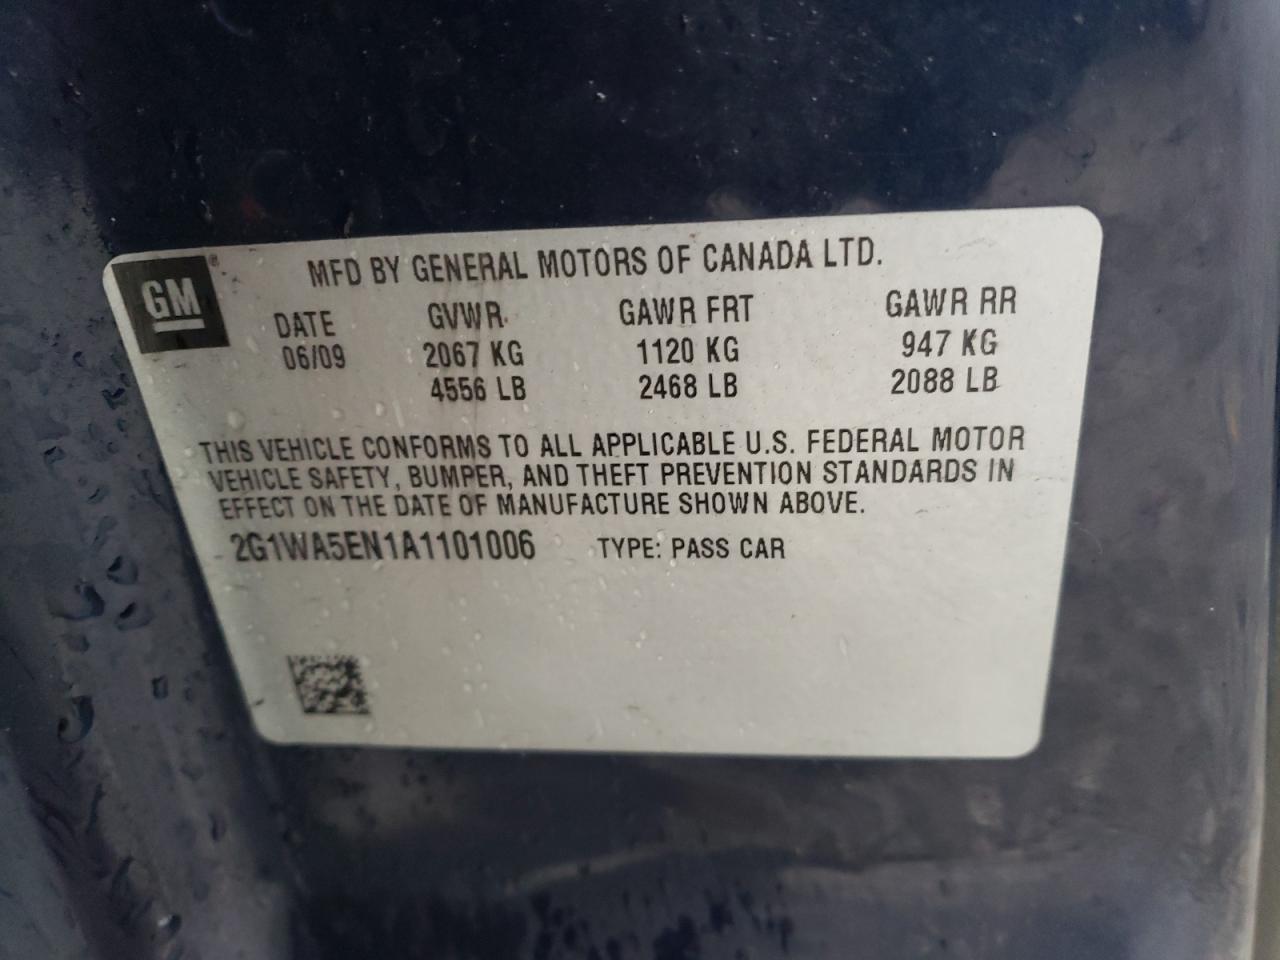 GM®
MFD BY GENERAL MOTORS OF CANADA LTD.
DATE GVWR GAWR FRT GAWR RR
06/09 2067 KG 1120 KG 947 KG
4556 LB 2468 LB 2088 LB
THIS VEHICLE CONFORMS TO ALL APPLICABLE U.S. FEDERAL MOTOR
VEHICLE SAFETY, BUMPER, AND THEFT PREVENTION STANDARDS IN
EFFECT ON THE DATE OF MANUFACTURE SHOWN ABOVE.
2G1WA5EN1A1101006 TYPE: PASS CAR